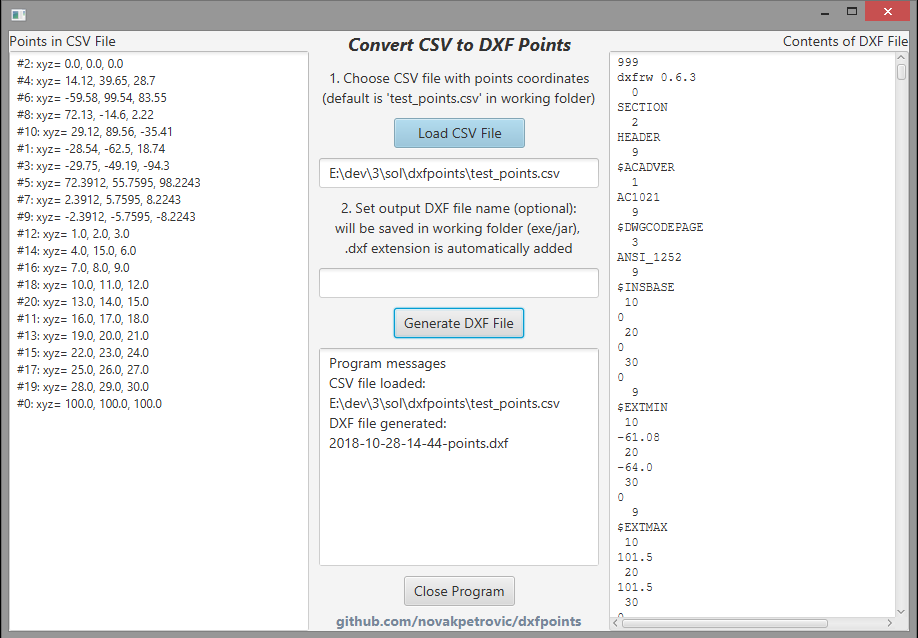 Points in CSV File
#2: xyz= 0.0, 0.0, 0.0
#4: xyz= 14.12, 39.65, 28.7
#6: xyz= -59.58, 99.54, 83.55
#8: xyz= 72.13, -14.6, 2.22
#10: xyz= 29.12, 89.56, -35.41
#1: xyz= -28.54, -62.5, 18.74
#3: xyz= -29.75, -49.19, -94.3
#5: xyz= 72.3912, 55.7595, 98.2243
#7: xyz= 2.3912, 5.7595, 8.2243
#9: xyz= -2.3912, -5.7595, -8.2243
#12: xyz= 1.0, 2.0, 3.0
#14: xyz= 4.0, 15.0, 6.0
#16: xyz= 7.0, 8.0, 9.0
#18: xyz= 10.0, 11.0, 12.0
#20: xyz= 13.0, 14.0, 15.0
#11: xyz= 16.0, 17.0, 18.0
#13: xyz= 19.0, 20.0, 21.0
#15: xyz= 22.0, 23.0, 24.0
#17: xyz= 25.0, 26.0, 27.0
#19: xyz= 28.0, 29.0, 30.0
#0: xyz= 100.0, 100.0, 100.0
Convert CSV to DXF Points
1. Choose CSV file with points coordinates
(default is 'test_points.csv' in working folder)
Load CSV File
E:\dev\3\sol\dxfpoints\test_points.csv
2. Set output DXF file name (optional):
will be saved in working folder (exe/jar),
.dxf extension is automatically added
Generate DXF File
Program messages
CSV file loaded:
E:\dev\3\sol\dxfpoints\test_points.csv
DXF file generated:
2018-10-28-14-44-points.dxf
Close Program
github.com/novakpetrovic/dxfpoints
Contents of DXF File
999
dxfrw 0.6.3
0
SECTION
2
HEADER
9
$ACADVER
1
AC1021
9
$DWGCODEPAGE
3
ANSI_1252
9
$INSBASE
10
0
20
0
30
0
9
$EXTMIN
10
-61.08
20
-64.0
30
0
9
$EXTMAX
10
101.5
20
101.5
30